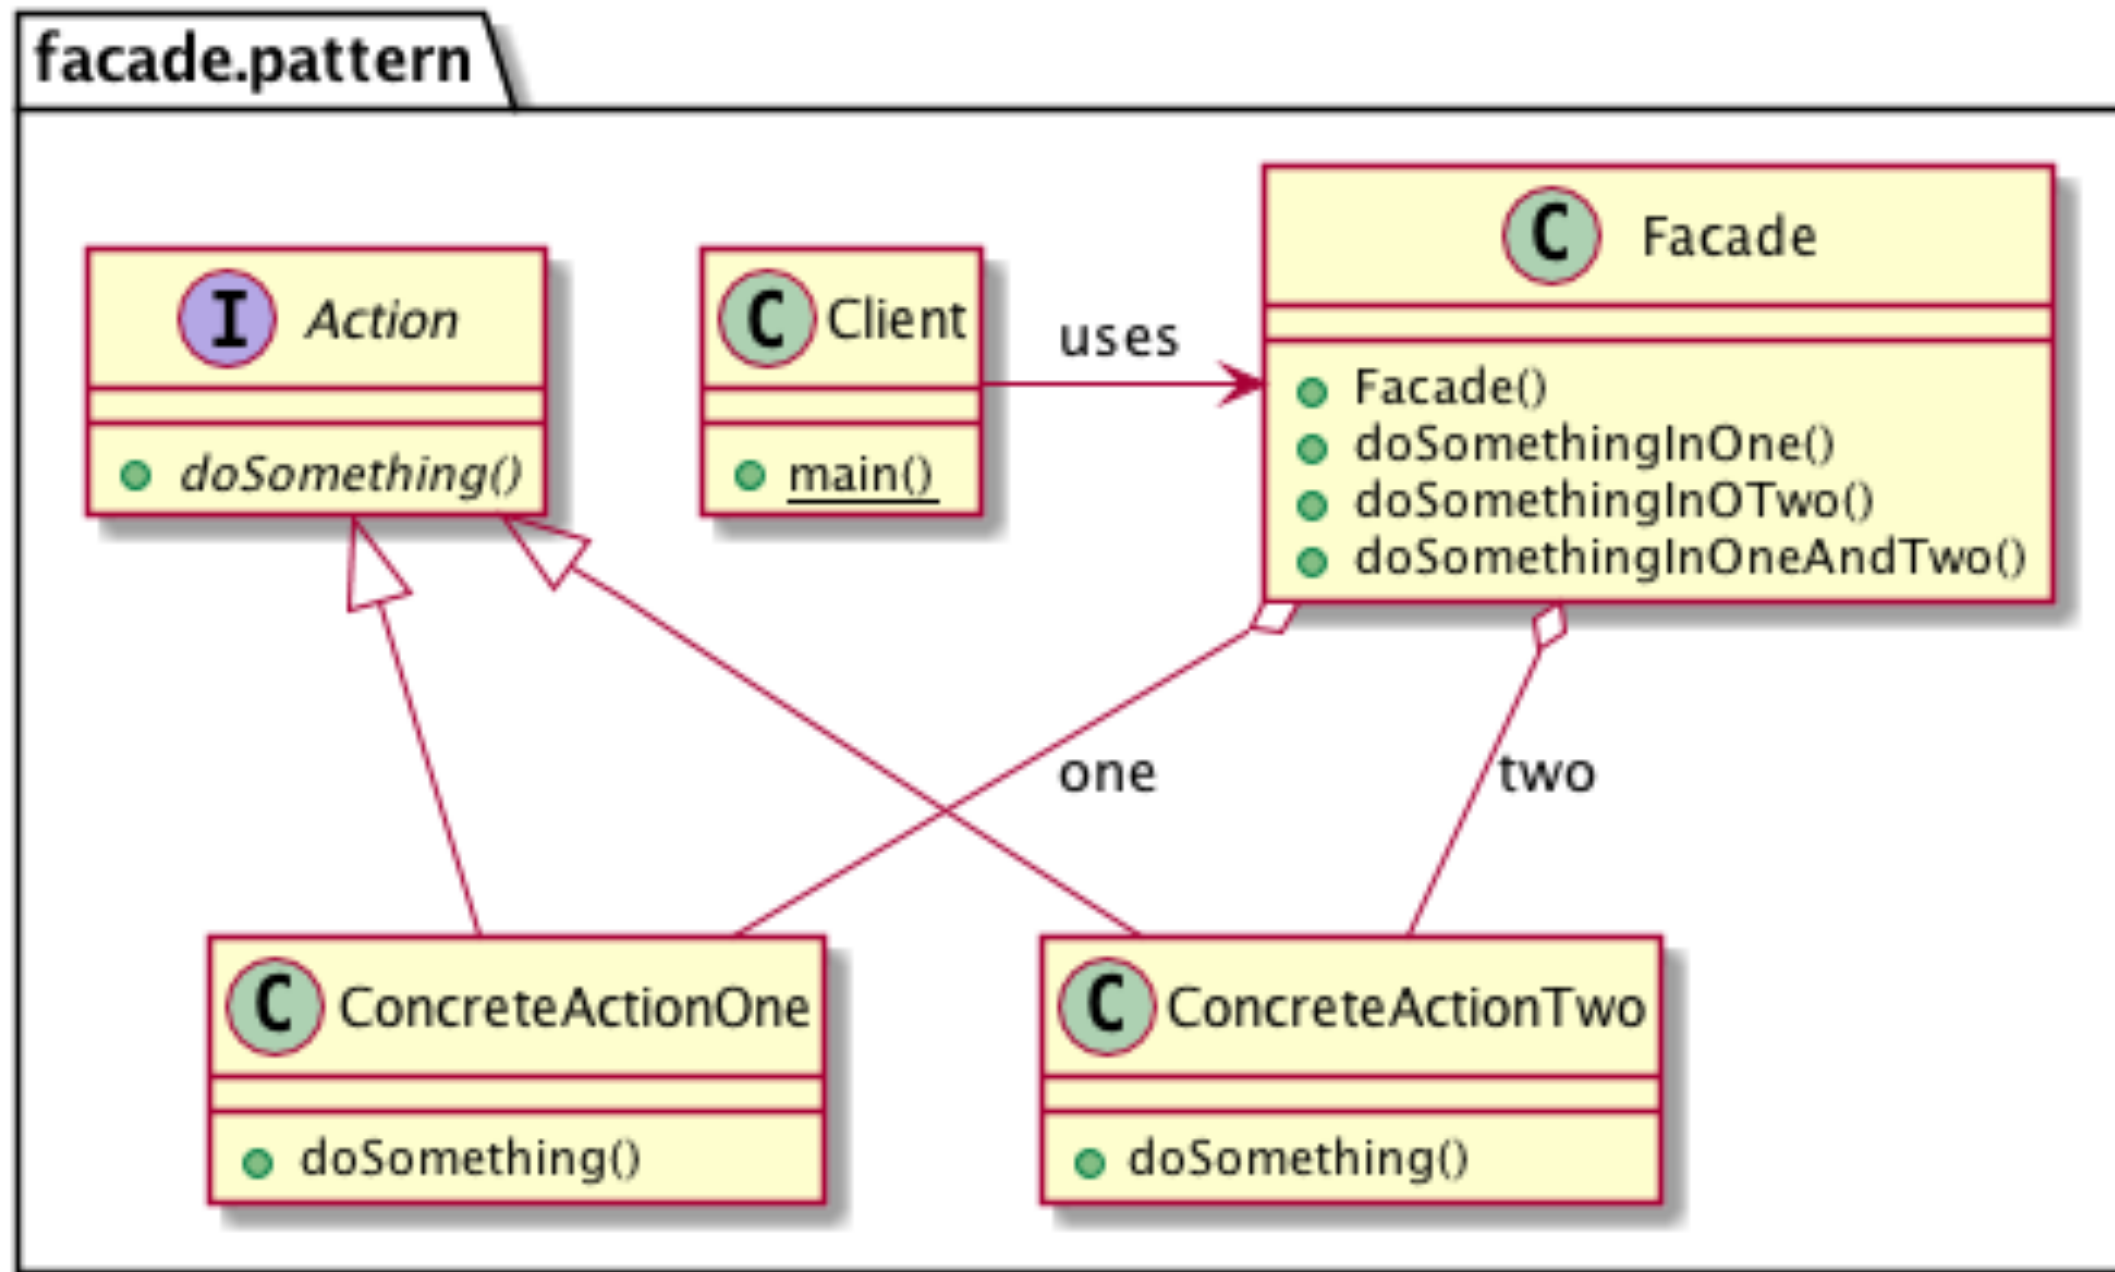 facade.pattern
I Action
doSomething()
C Client
main()
uses
C Facade
Facade()
doSomethingInOne()
doSomethingInOTwo()
doSomethingInOneAndTwo()
one
two
C ConcreteActionOne
doSomething()
C ConcreteActionTwo
doSomething()